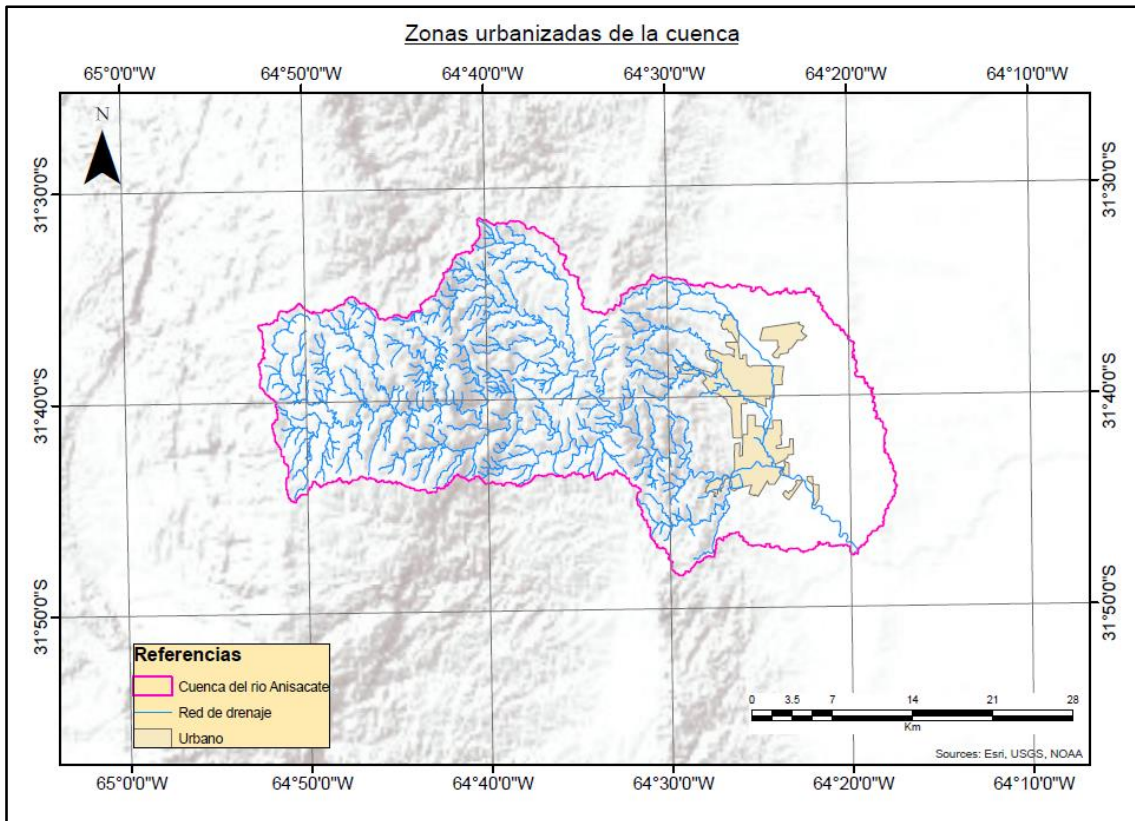 Zonas urbanizadas de la cuenca
65°0'0"W 64°50'0"W 64°40'0"W 64°30'0"W 64°20'0"W 64°10'0"W
N
31°30'0"S 31°30'0"S
31°40'0"S 31°40'0"S
31°50'0"S 31°50'0"S
Referencias
Cuenca del rio Anisacate
Red de drenaje
Urbano
0 3.5 7 14 21 28
Km
Sources: Esri, USGS, NOAA
65°0'0"W 64°50'0"W 64°40'0"W 64°30'0"W 64°20'0"W 64°10'0"W